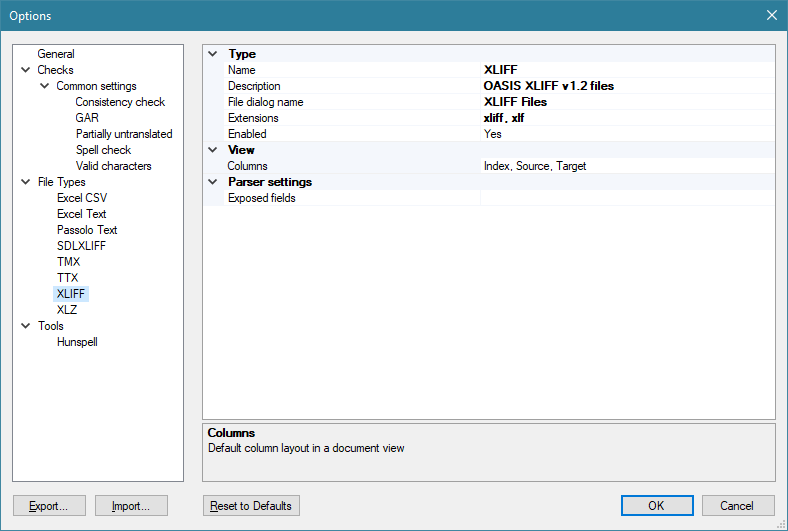 Options
General
Checks
Common settings
Consistency check
GAR
Partially untranslated
Spell check
Valid characters
File Types
Excel CSV
Excel Text
Passolo Text
SDLXLIFF
TMX
TTX
XLIFF
XLZ
Tools
Hunspell
Type
Name XLIFF
Description OASIS XLIFF v1.2 files
File dialog name XLIFF Files
Extensions xliff, xlf
Enabled Yes
View
Columns Index, Source, Target
Parser settings
Exposed fields
Columns
Default column layout in a document view
Export... Import... Reset to Defaults OK Cancel